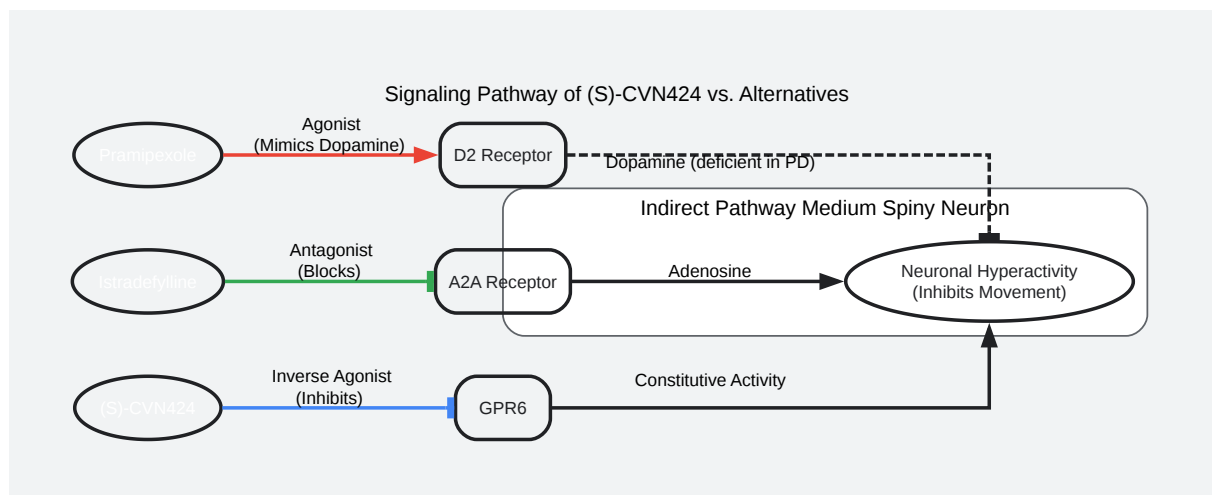 Signaling Pathway of (S)-CVN424 vs. Alternatives
Agonist
(Mimics Dopamine)
Pramipexole
D2 Receptor
Dopamine (deficient in PD)
Indirect Pathway Medium Spiny Neuron
Antagonist
(Blocks)
Istradefylline
A2A Receptor
Adenosine
Neuronal Hyperactivity
(Inhibits Movement)
Inverse Agonist
(Inhibits)
Constitutive Activity
(S)-CVN424
GPR6